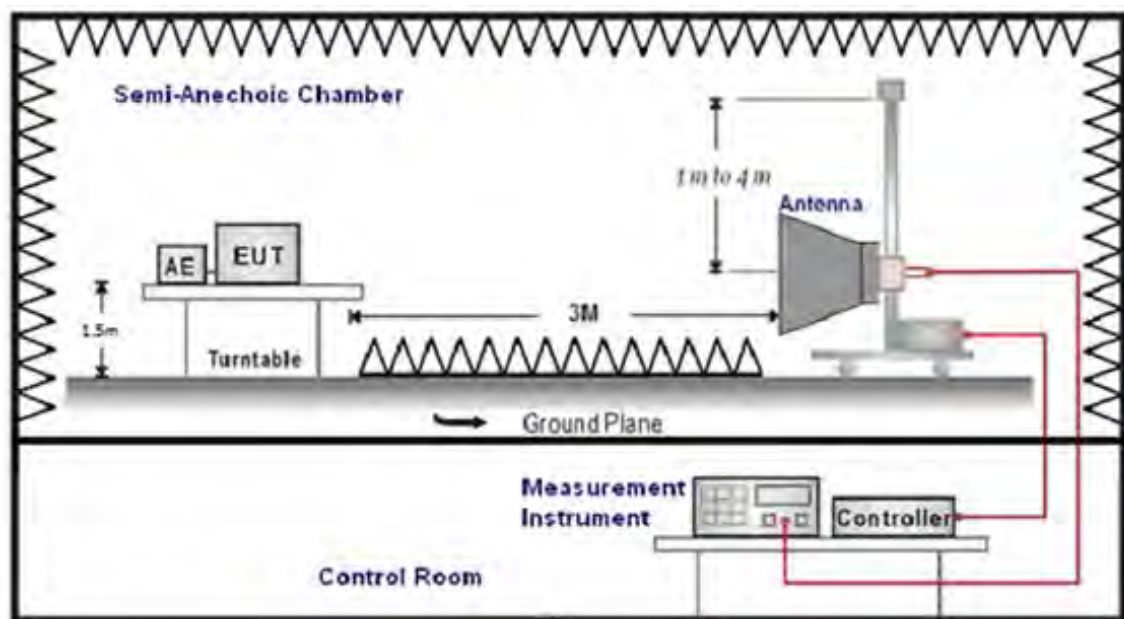 Semi-Anechoic Chamber
1 m to 4 m
Antenna
EUT
AE
3M
1.5m
Turntable
Ground Plane
Measurement
Instrument
Controller
Control Room